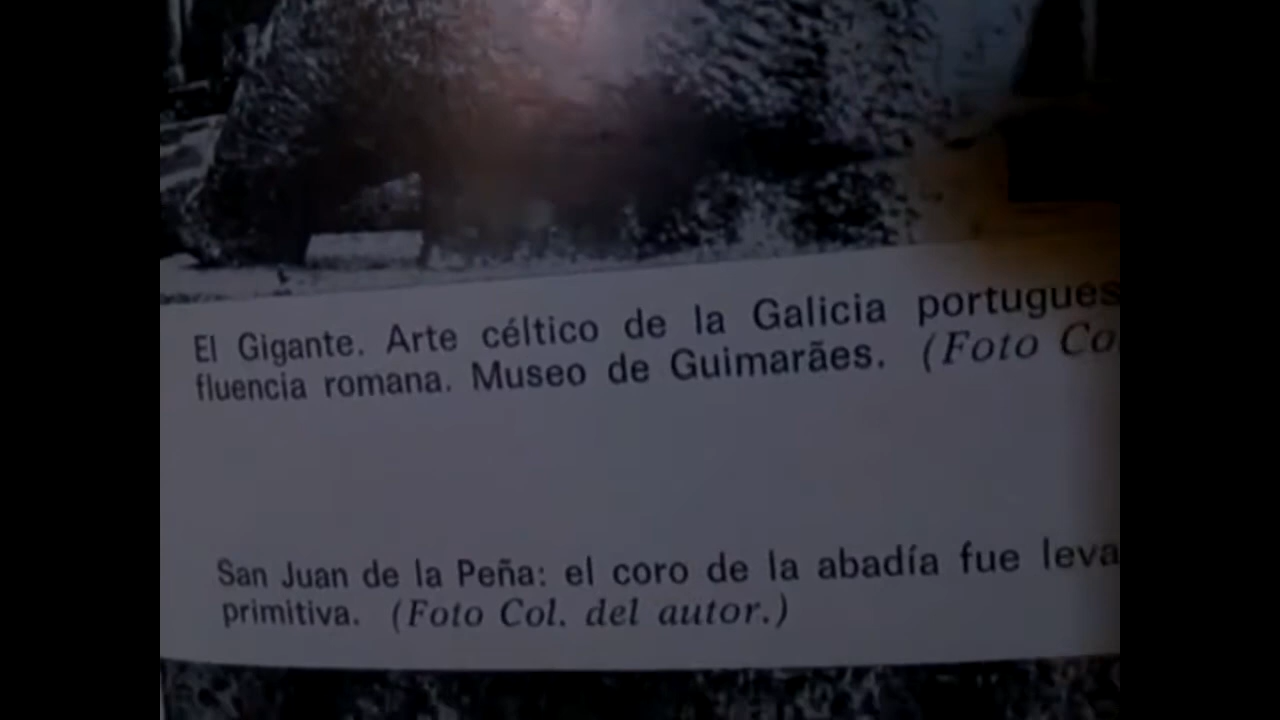 El Gigante. Arte céltico de la Galicia portugues
fluencia romana. Museo de Guimarães. (Foto Co
San Juan de la Peña: el coro de la abadía fue leva
primitiva. (Foto Col. del autor.)